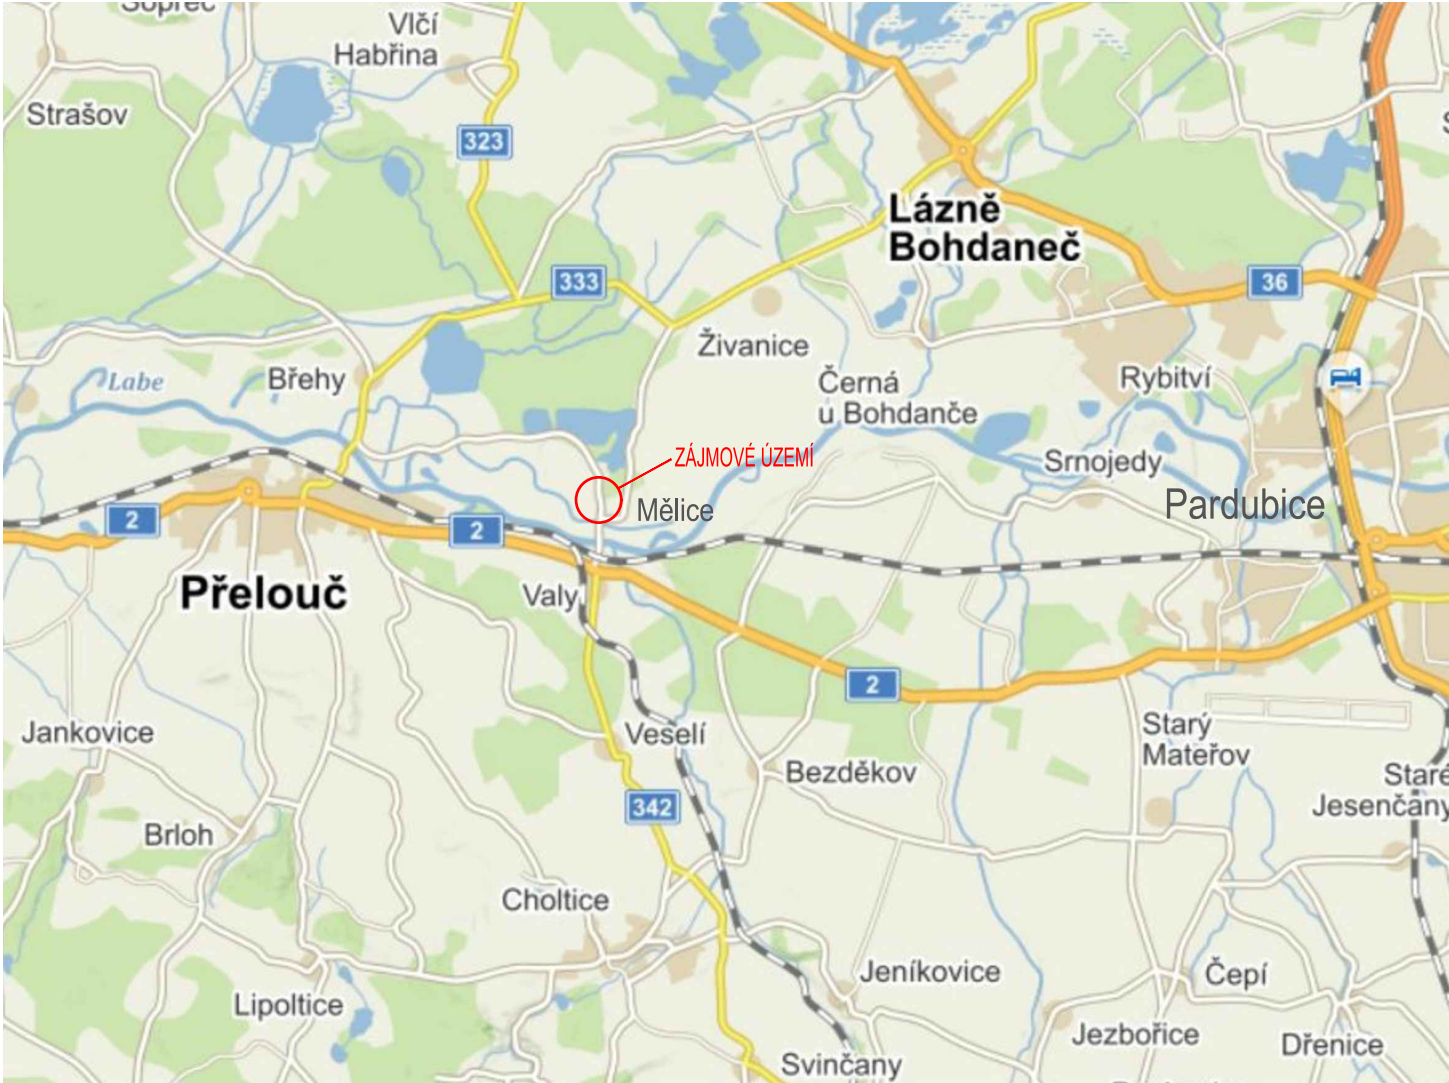 Sopřeč
Vlčí
Habřina
Strašov
323
Lázně
Bohdaneč
333
36
Živanice
Labe
Břehy
Černá
u Bohdanče
Rybitví
ZÁJMOVÉ ÚZEMÍ
Srnojedy
Mělice
Pardubice
2
2
Přelouč
Valy
2
Jankovice
Veselí
Starý
Mateřov
Bezděkov
Staré
Jesenčany
342
Brloh
Choltice
Jeníkovice
Čepí
Lipoltice
Jezbořice
Dřenice
Svinčany